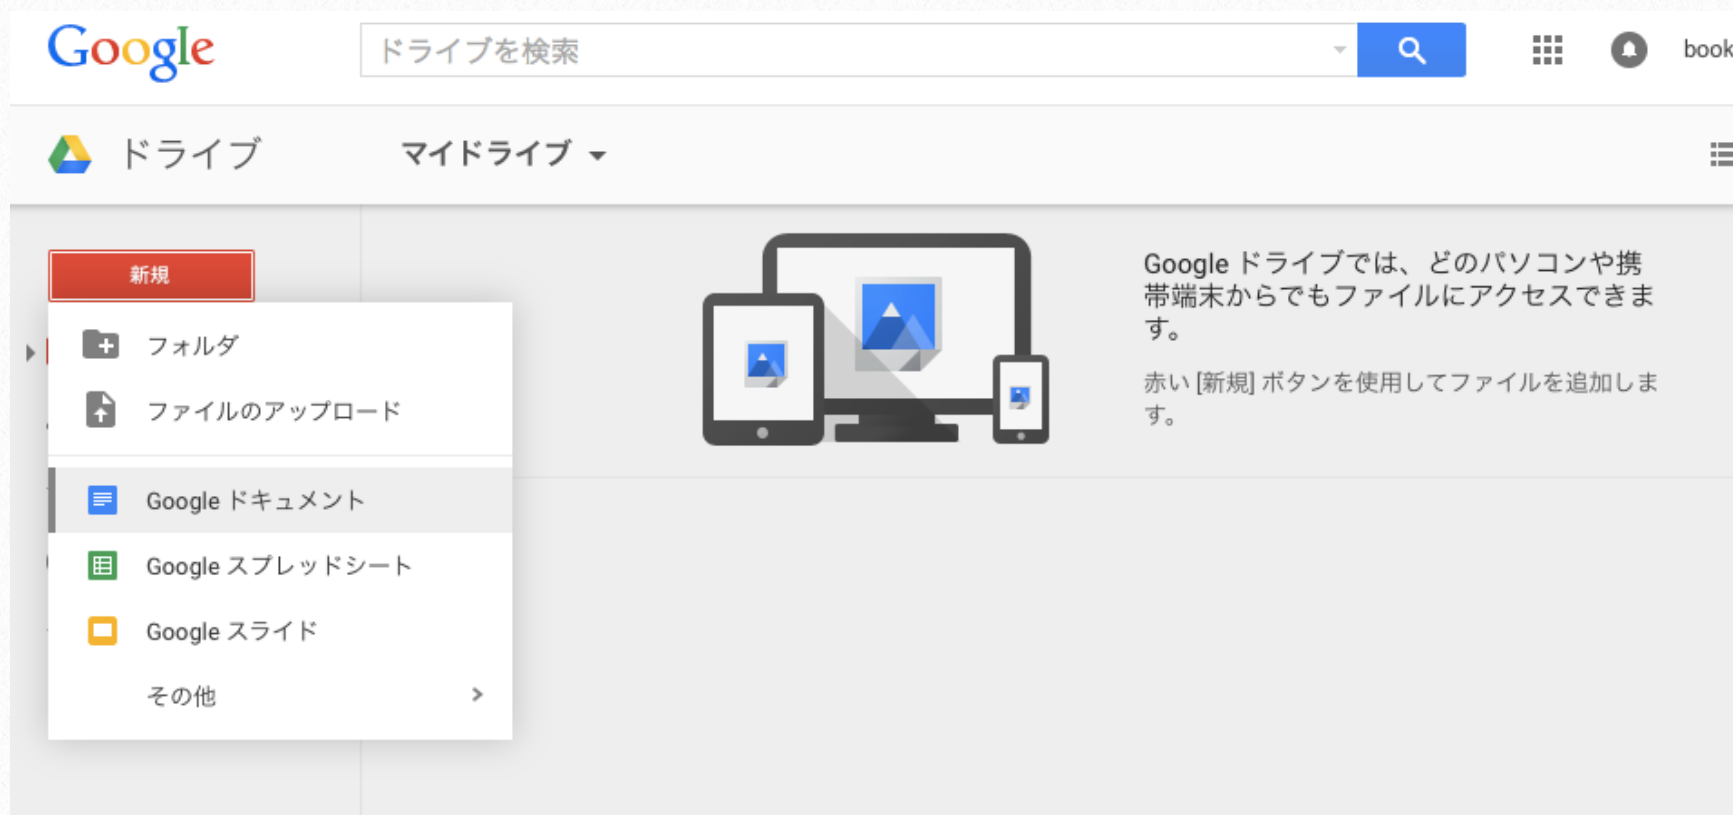 Google
ドライブを検索
book
ドライブ
マイドライブ
新規
フォルダ
ファイルのアップロード
Google ドキュメント
Google スプレッドシート
Google スライド
その他
Google ドライブでは、どのパソコンや携
帯端末からでもファイルにアクセスできま
す。
赤い [新規] ボタンを使用してファイルを追加しま
す。